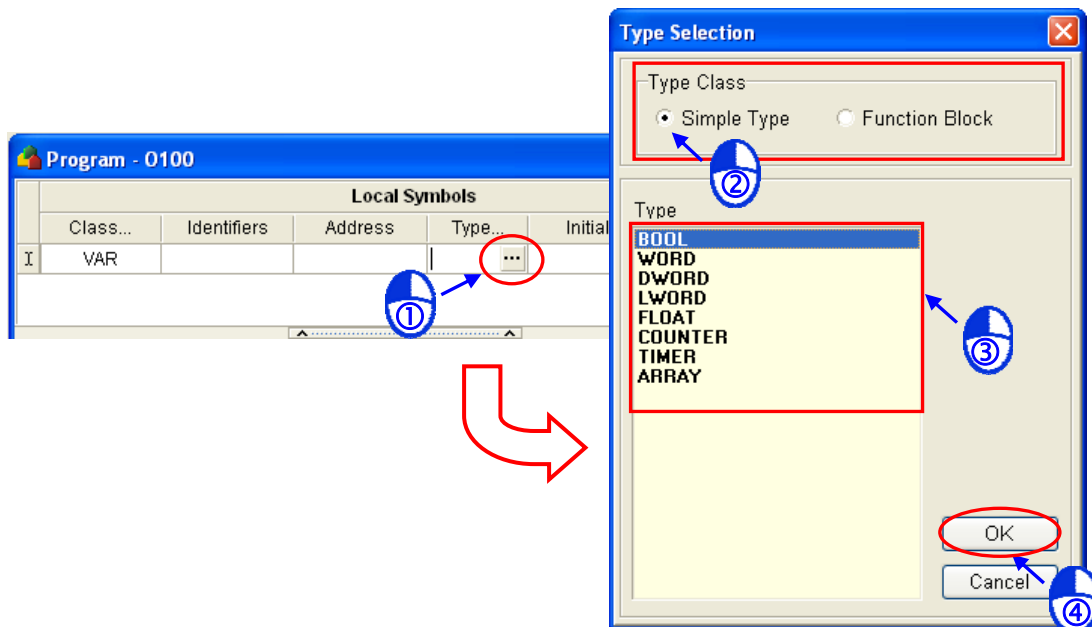 Program - O100
Local Symbols
Class... Identifiers Address Type... Initial
I VAR ...
①
Type Selection
Type Class
Simple Type Function Block
②
Type
BOOL
WORD
DWORD
LWORD
FLOAT
COUNTER
TIMER
ARRAY
③
OK
Cancel
④